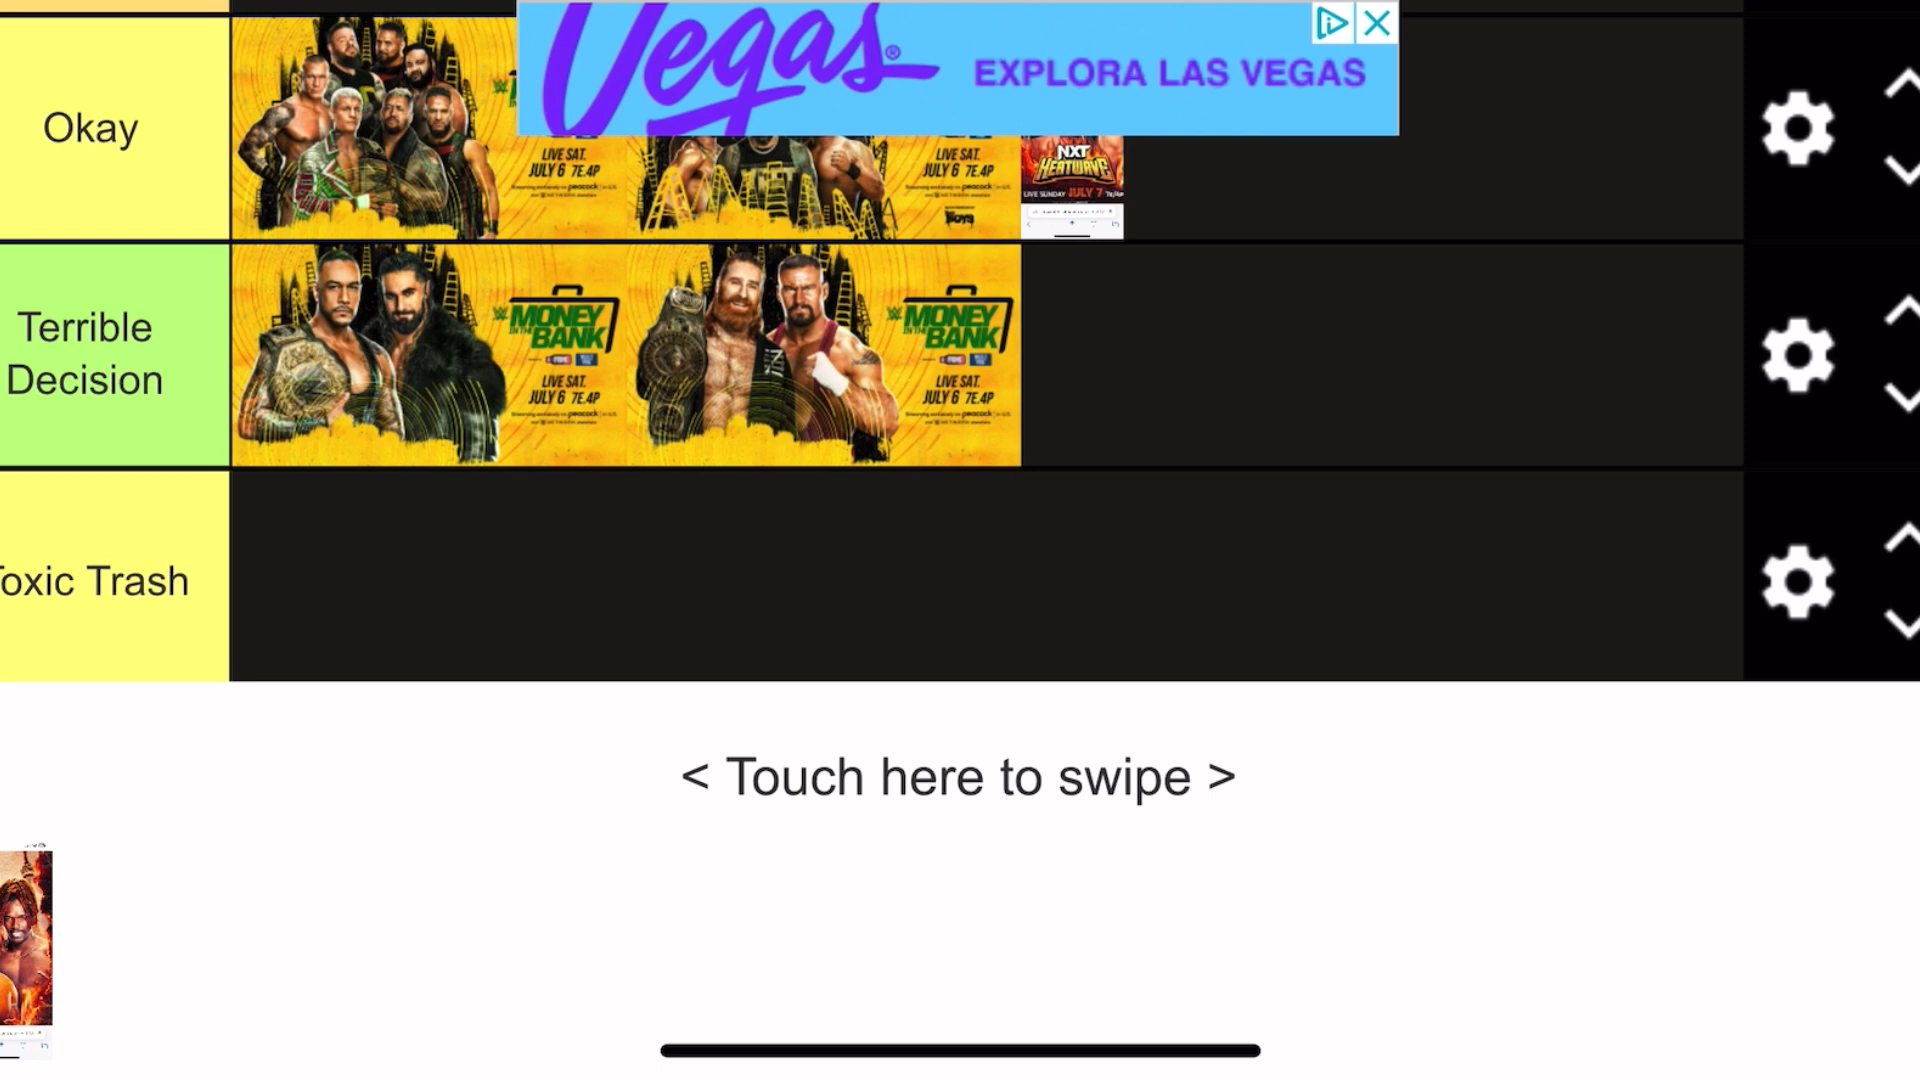 Vegas®
EXPLORA LAS VEGAS
Okay
LIVE SAT.
JULY 6 7E.4P
LIVE SAT.
JULY 6 7E.4P
NXT
HEATWAVE
LIVE SUNDAY JULY 7
Terrible
Decision
MONEY
IN THE BANK
LIVE SAT.
JULY 6 7E.4P
MONEY
IN THE BANK
LIVE SAT.
JULY 6 7E.4P
oxic Trash
< Touch here to swipe >